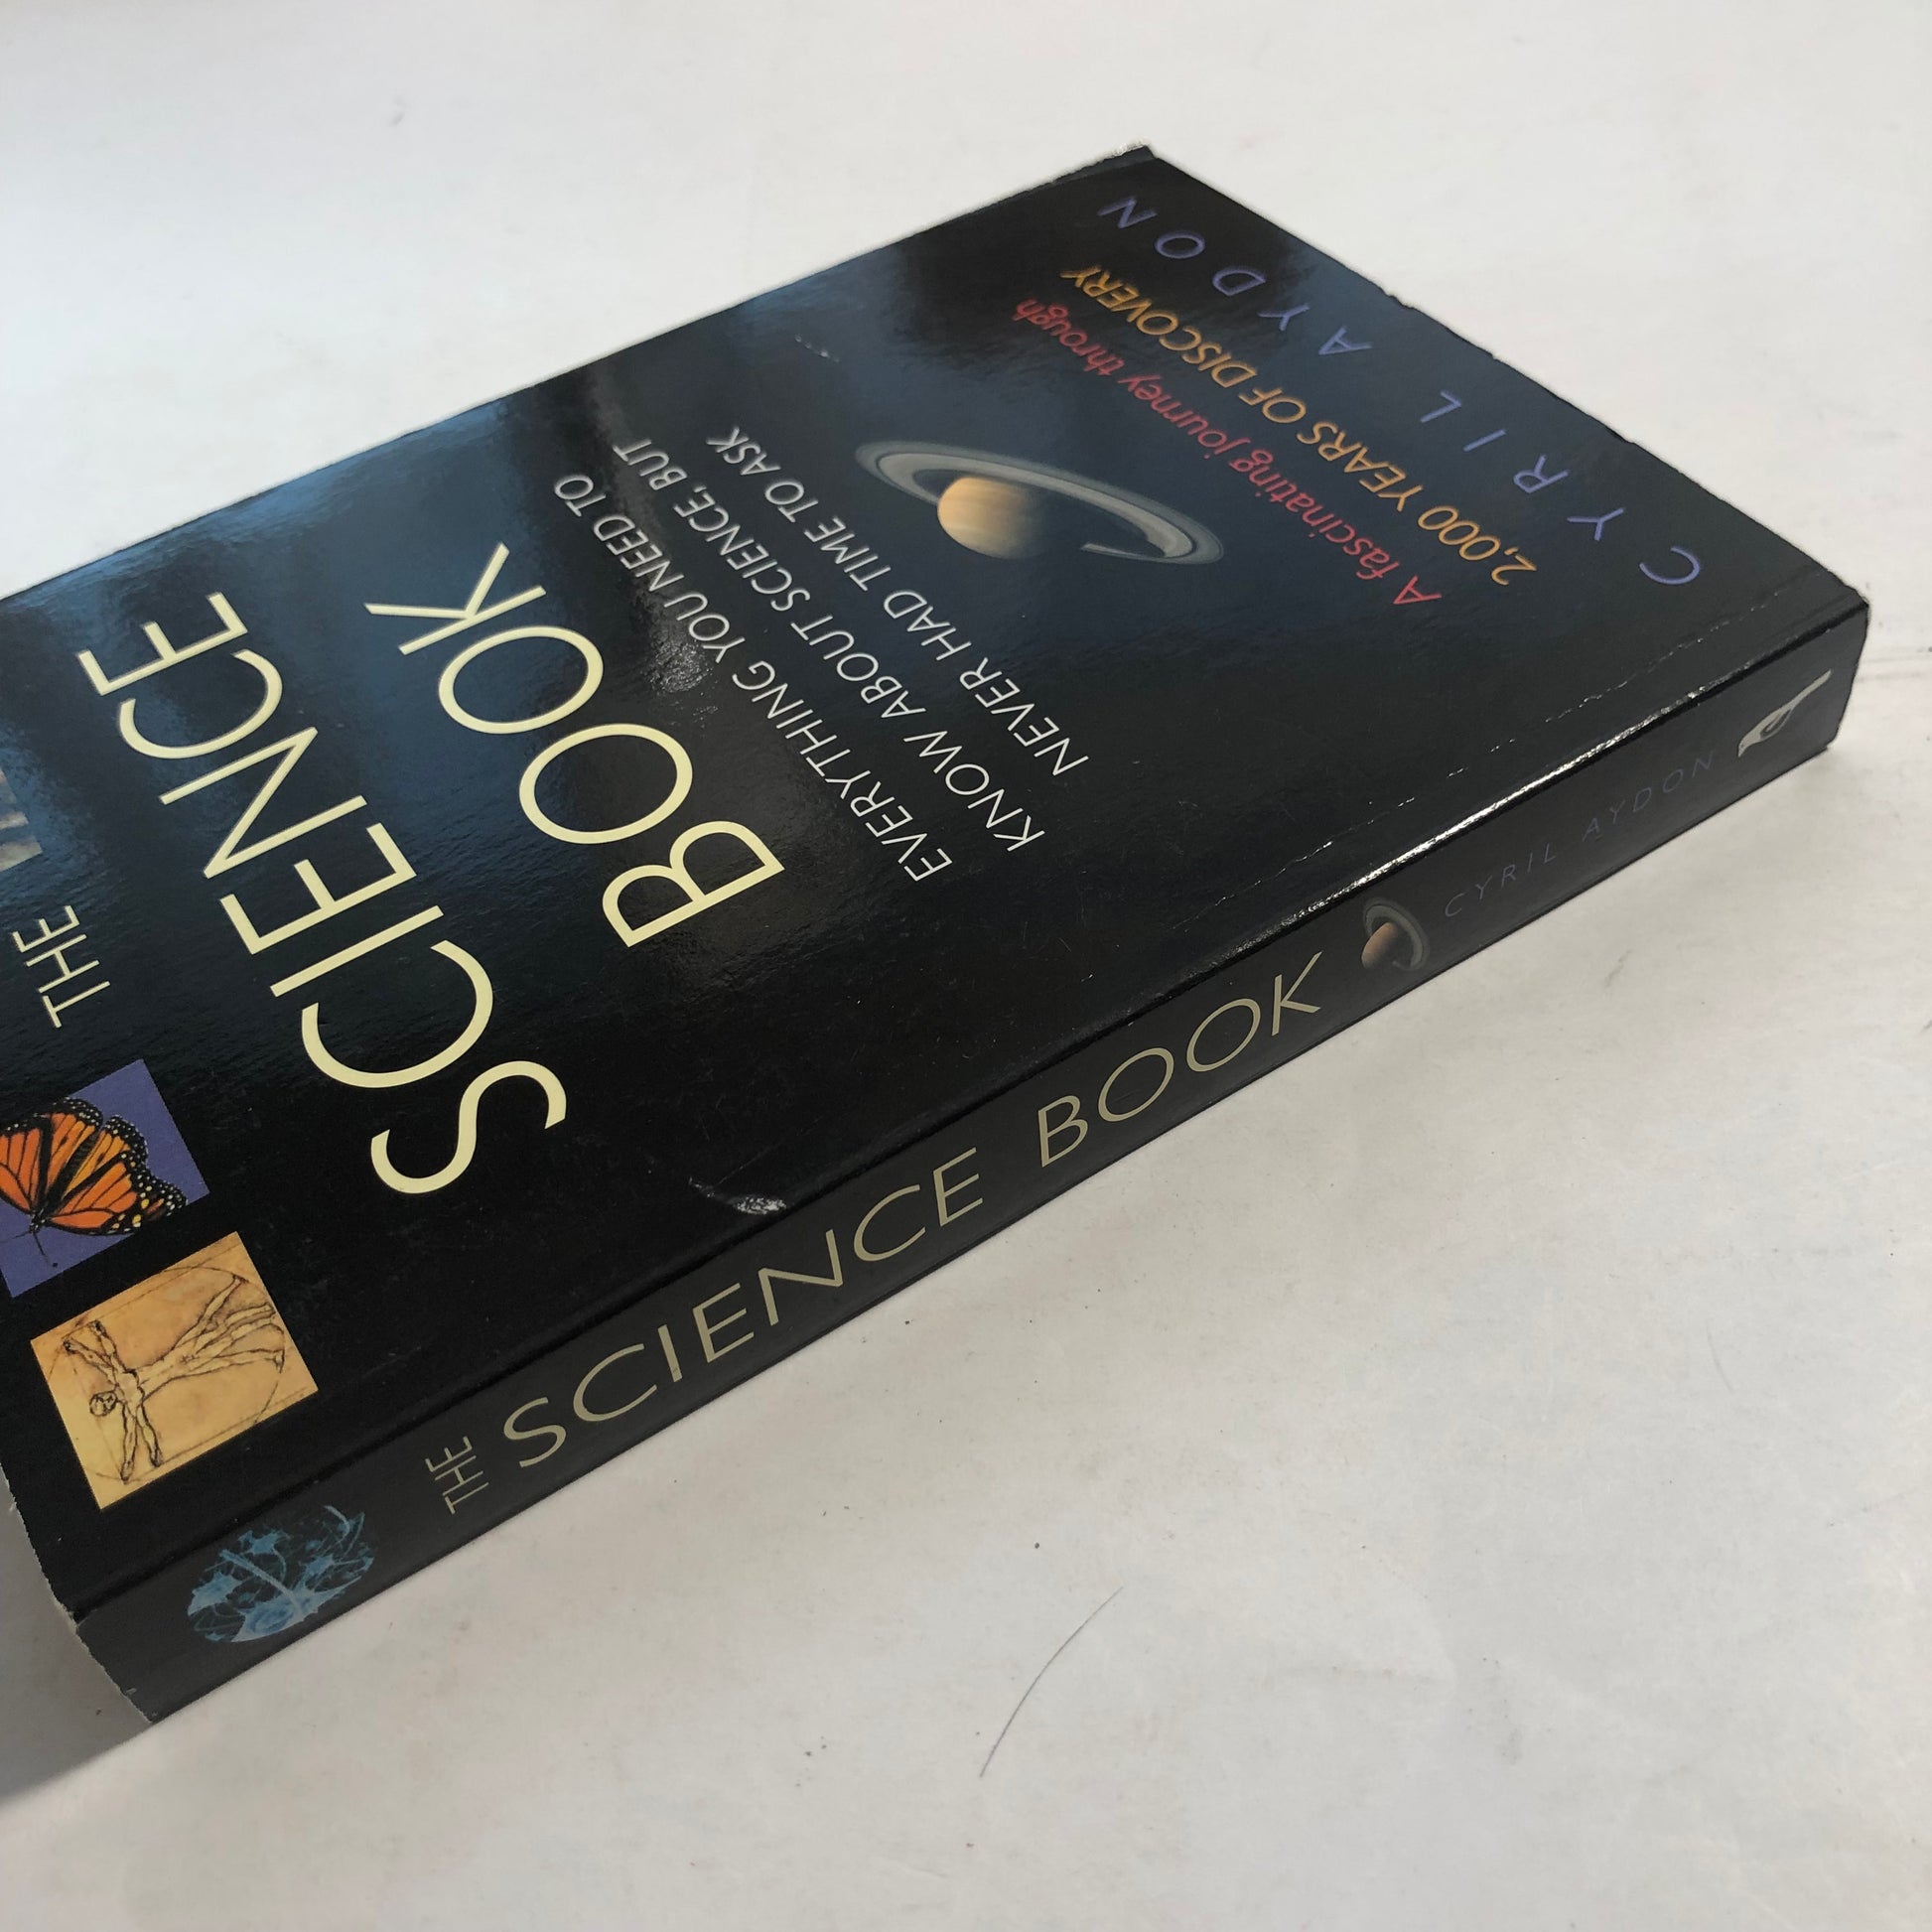 THE
SCIENCE
BOOK
EVERYTHING YOU NEED TO
KNOW ABOUT SCIENCE, BUT
NEVER HAD TIME TO ASK
A fascinating journey through
2,000 YEARS OF DISCOVERY
CYRIL AYDON
THE SCIENCE BOOK CYRIL AYDON